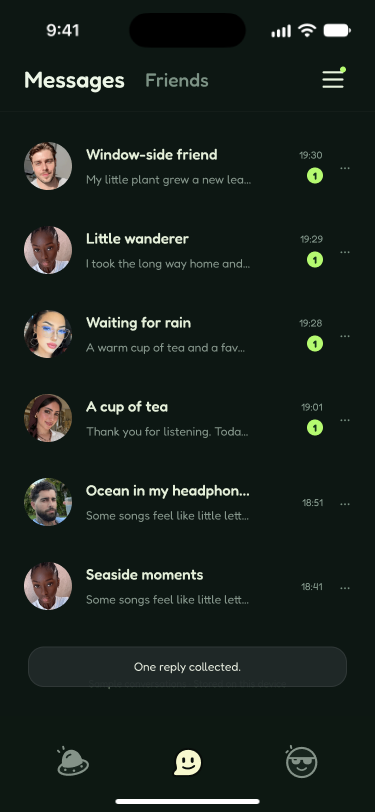 9:41
Messages Friends
Window-side friend 19:30
My little plant grew a new lea... 1
Little wanderer 19:29
I took the long way home and... 1
Waiting for rain 19:28
A warm cup of tea and a fav... 1
A cup of tea 19:01
Thank you for listening. Toda... 1
Ocean in my headphon... 18:51
Some songs feel like little lett...
Seaside moments 18:41
Some songs feel like little lett...
One reply collected.